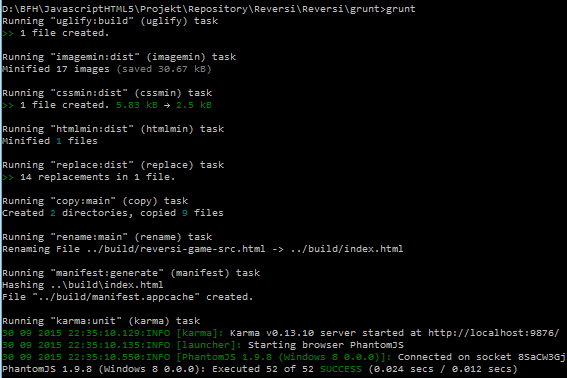 D:\BFH\JavascriptHTML5\Projekt\Repository\Reversi\Reversi\grunt>grunt
Running "uglify:build" (uglify) task
>> 1 file created.
Running "imagemin:dist" (imagemin) task
Minified 17 images (saved 30.67 kB)
Running "cssmin:dist" (cssmin) task
>> 1 file created. 5.83 kB → 2.5 kB
Running "htmlmin:dist" (htmlmin) task
Minified 1 files
Running "replace:dist" (replace) task
>> 14 replacements in 1 file.
Running "copy:main" (copy) task
Created 2 directories, copied 9 files
Running "rename:main" (rename) task
Renaming File ../build/reversi-game-src.html -> ../build/index.html
Running "manifest:generate" (manifest) task
Hashing ..\build\index.html
File "../build/manifest.appcache" created.
Running "karma:unit" (karma) task
30 09 2015 22:35:10.129:INFO [karma]: Karma v0.13.10 server started at http://localhost:9876/
30 09 2015 22:35:10.135:INFO [launcher]: Starting browser PhantomJS
30 09 2015 22:35:10.550:INFO [PhantomJS 1.9.8 (Windows 8 0.0.0)]: Connected on socket 8SaCW3Gj
PhantomJS 1.9.8 (Windows 8 0.0.0): Executed 52 of 52 SUCCESS (0.024 secs / 0.012 secs)